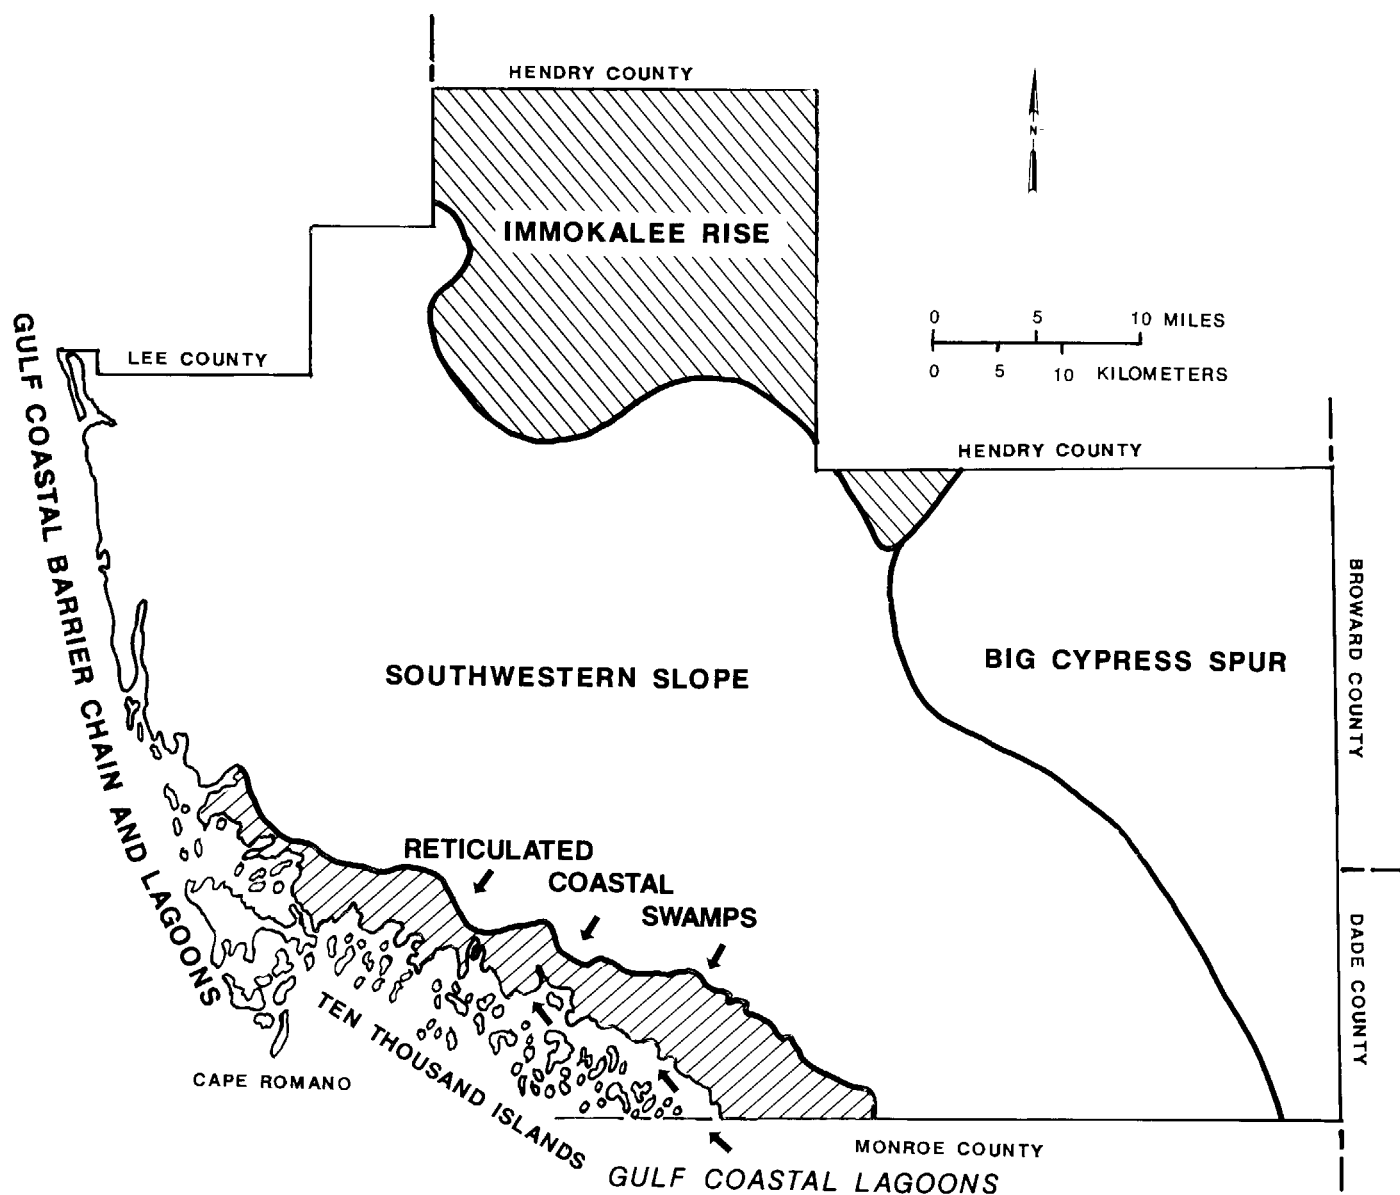 HENDRY COUNTY
N
IMMOKALEE RISE
0 5 10 MILES
0 5 10 KILOMETERS
LEE COUNTY
HENDRY COUNTY
GULF COASTAL BARRIER CHAIN AND LAGOONS
BROWARD COUNTY
SOUTHWESTERN SLOPE
BIG CYPRESS SPUR
RETICULATED
COASTAL
SWAMPS
DADE COUNTY
TEN THOUSAND ISLANDS
CAPE ROMANO
MONROE COUNTY
GULF COASTAL LAGOONS